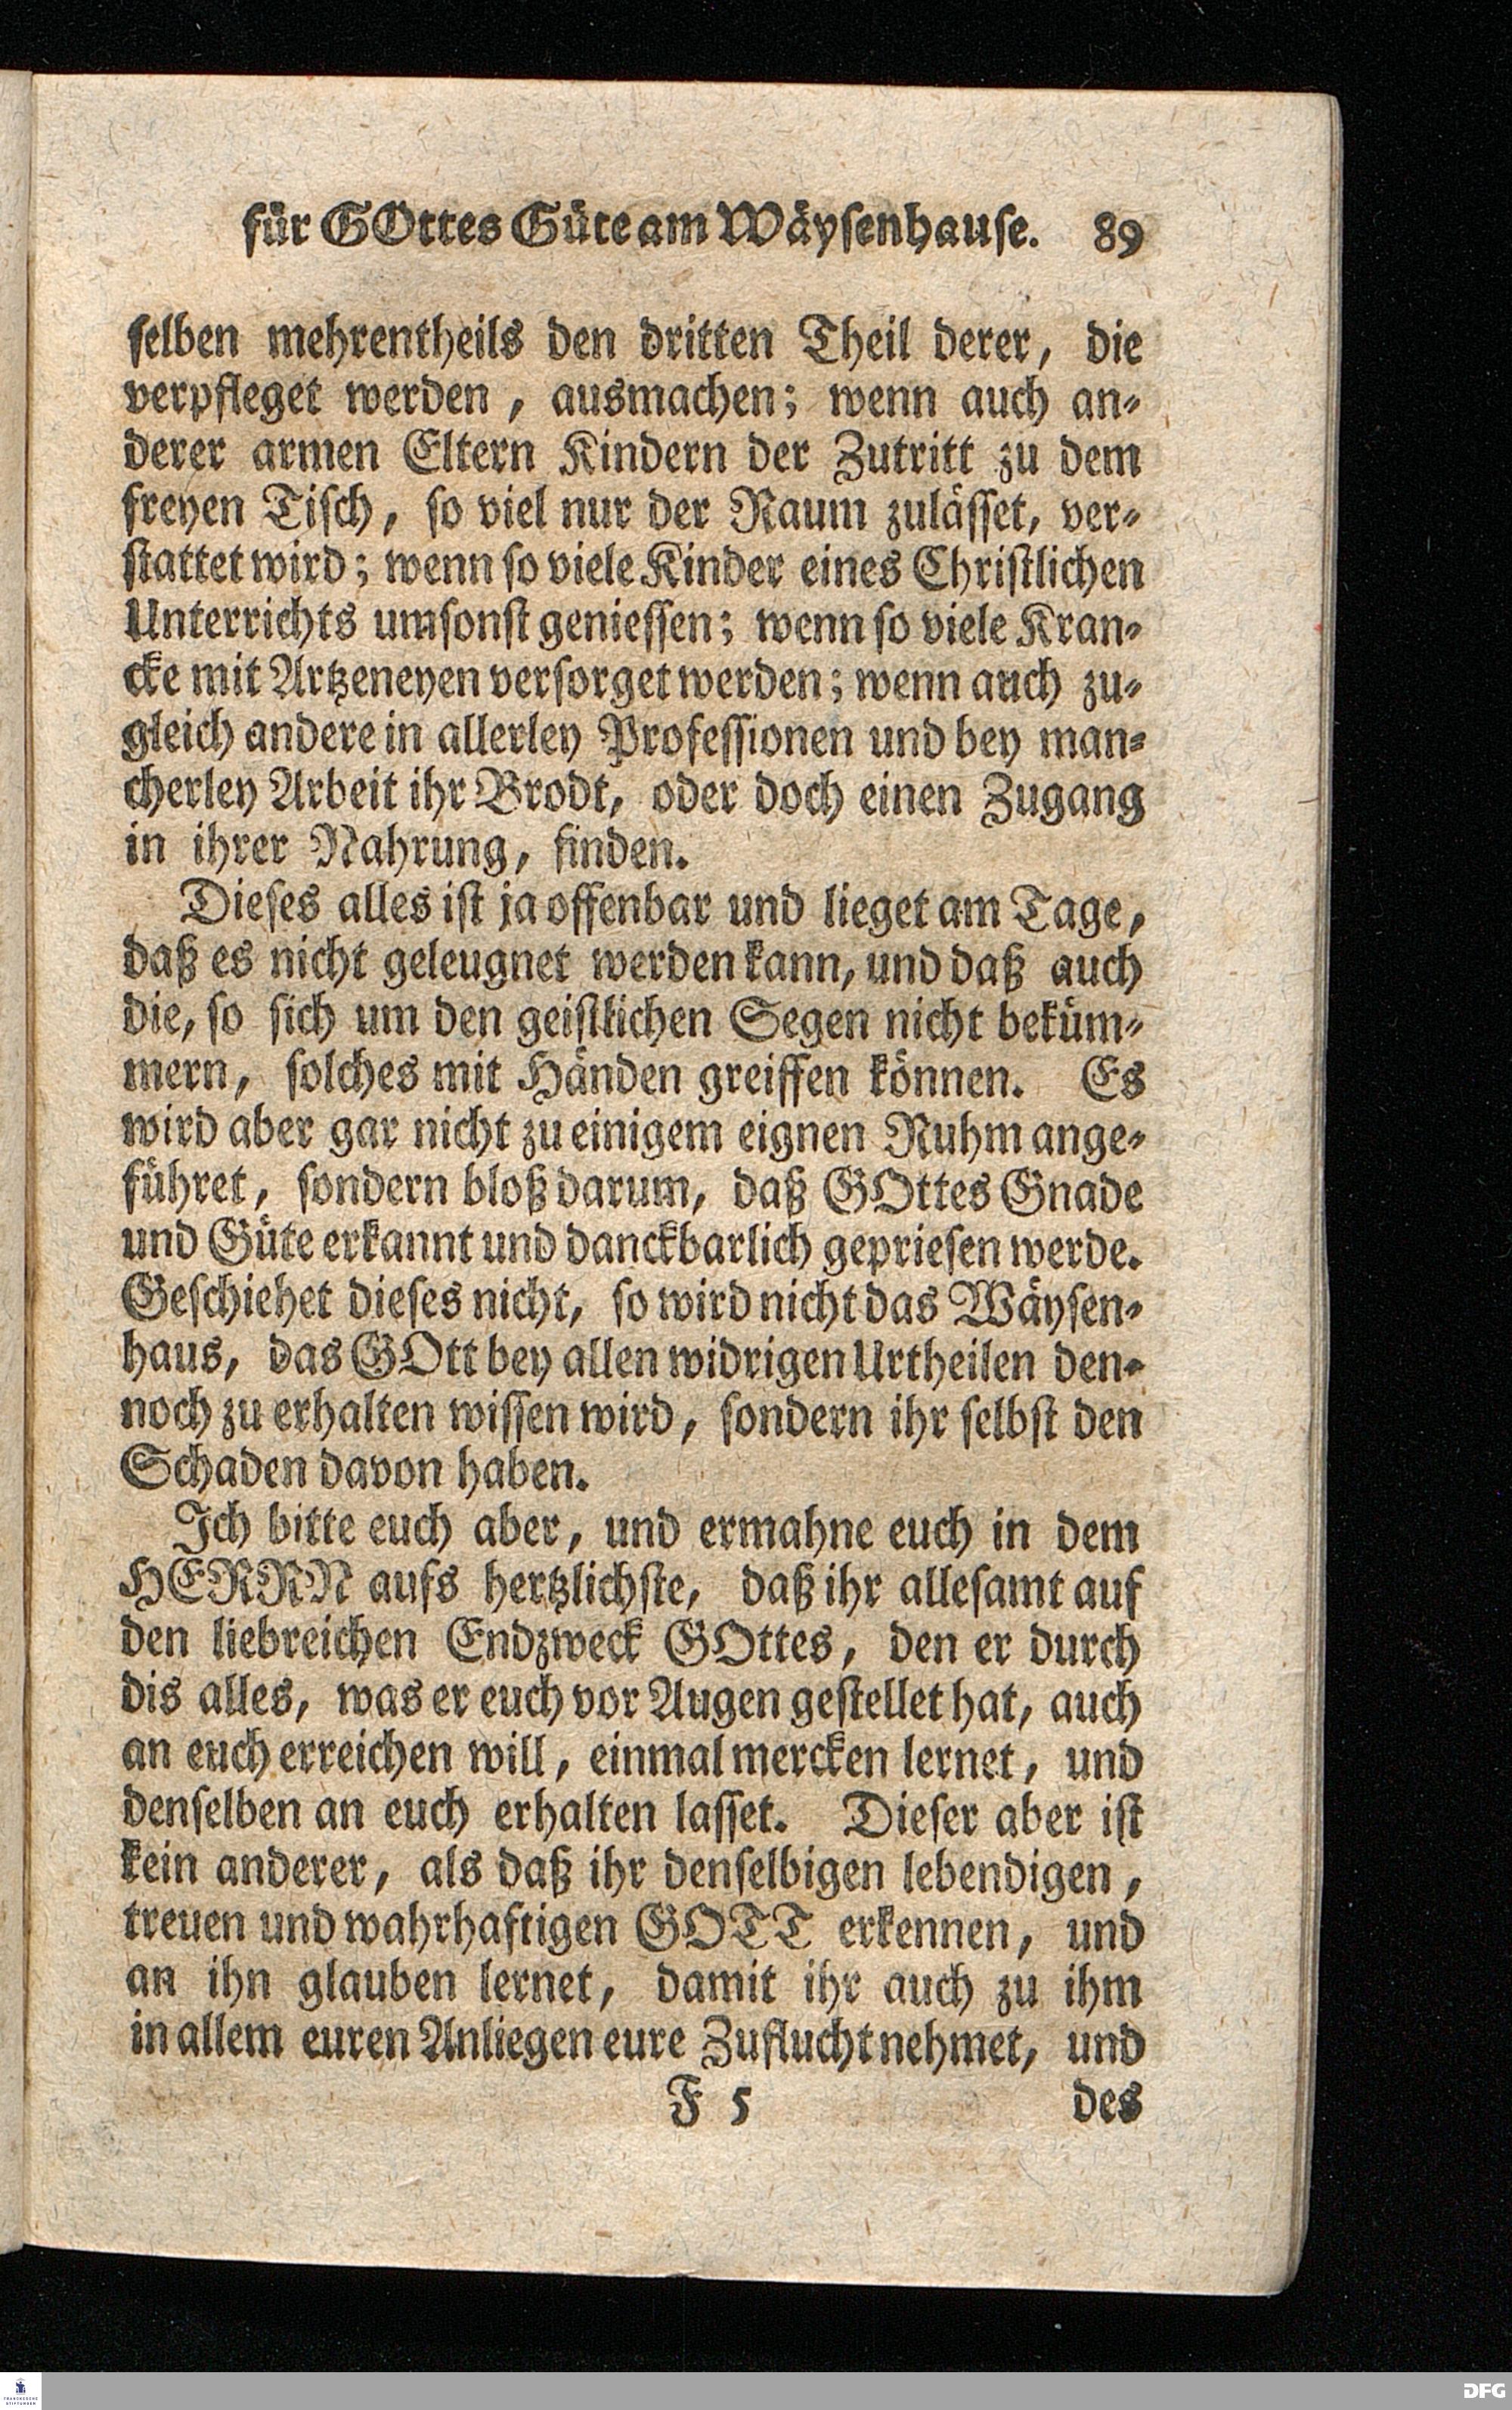 für GOttes Güte am Wäysenhause. 89
selben mehrentheils den dritten Theil derer, die
verpfleget werden, ausmachen; wenn auch an-
derer armen Eltern Kindern der Zutritt zu dem
freyen Tisch, so viel nur der Raum zulässet, ver-
stattet wird; wenn so viele Kinder eines Christlichen
Unterrichts umsonst geniessen; wenn so viele Kran-
cke mit Artzeneyen versorget werden; wenn auch zu-
gleich andere in allerley Professionen und bey man-
cherley Arbeit ihr Brodt, oder doch einen Zugang
in ihrer Nahrung, finden.
Dieses alles ist ja offenbar und lieget am Tage,
daß es nicht geleugnet werden kann, und daß auch
die, so sich um den geistlichen Segen nicht beküm-
mern, solches mit Händen greiffen können. Es
wird aber gar nicht zu einigem eignen Ruhm ange-
führet, sondern bloß darum, daß GOttes Gnade
und Güte erkannt und danckbarlich gepriesen werde.
Geschiehet dieses nicht, so wird nicht das Wäysen-
haus, das GOtt bey allen widrigen Urtheilen den-
noch zu erhalten wissen wird, sondern ihr selbst den
Schaden davon haben.
Ich bitte euch aber, und ermahne euch in dem
HERRN aufs hertzlichste, daß ihr allesamt auf
den liebreichen Endzweck GOttes, den er durch
dis alles, was er euch vor Augen gestellet hat, auch
an euch erreichen will, einmal mercken lernet, und
denselben an euch erhalten lasset. Dieser aber ist
kein anderer, als daß ihr denselbigen lebendigen,
treuen und wahrhaftigen GOTT erkennen, und
an ihn glauben lernet, damit ihr auch zu ihm
in allem euren Anliegen eure Zuflucht nehmet, und
F 5 des
FRANCKESCHE
STIFTUNGEN
DFG